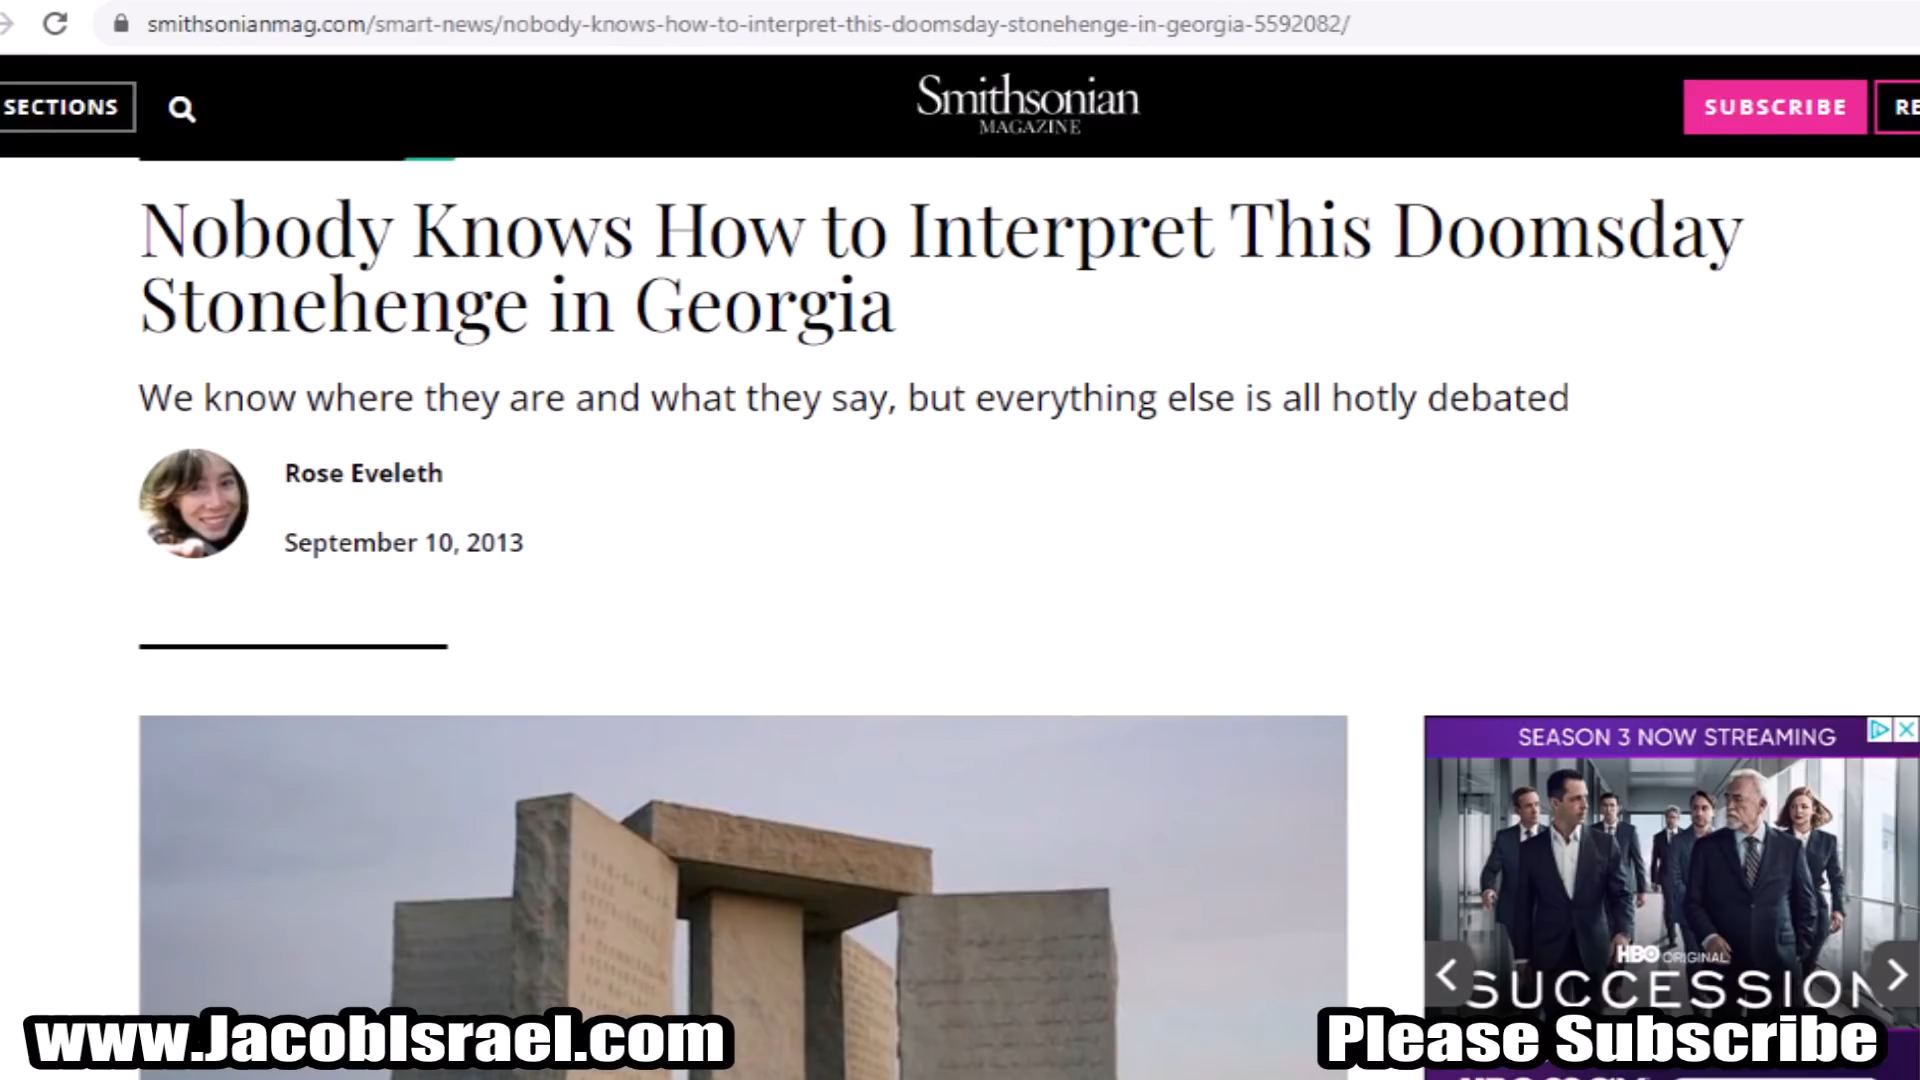 smithsonianmag.com/smart-news/nobody-knows-how-to-interpret-this-doomsday-stonehenge-in-georgia-5592082/
SECTIONS
Smithsonian
MAGAZINE
SUBSCRIBE
RE
Nobody Knows How to Interpret This Doomsday
Stonehenge in Georgia
We know where they are and what they say, but everything else is all hotly debated
Rose Eveleth
September 10, 2013
SEASON 3 NOW STREAMING
HBO ORIGINAL
SUCCESSION
www.JacobIsrael.com
Please Subscribe